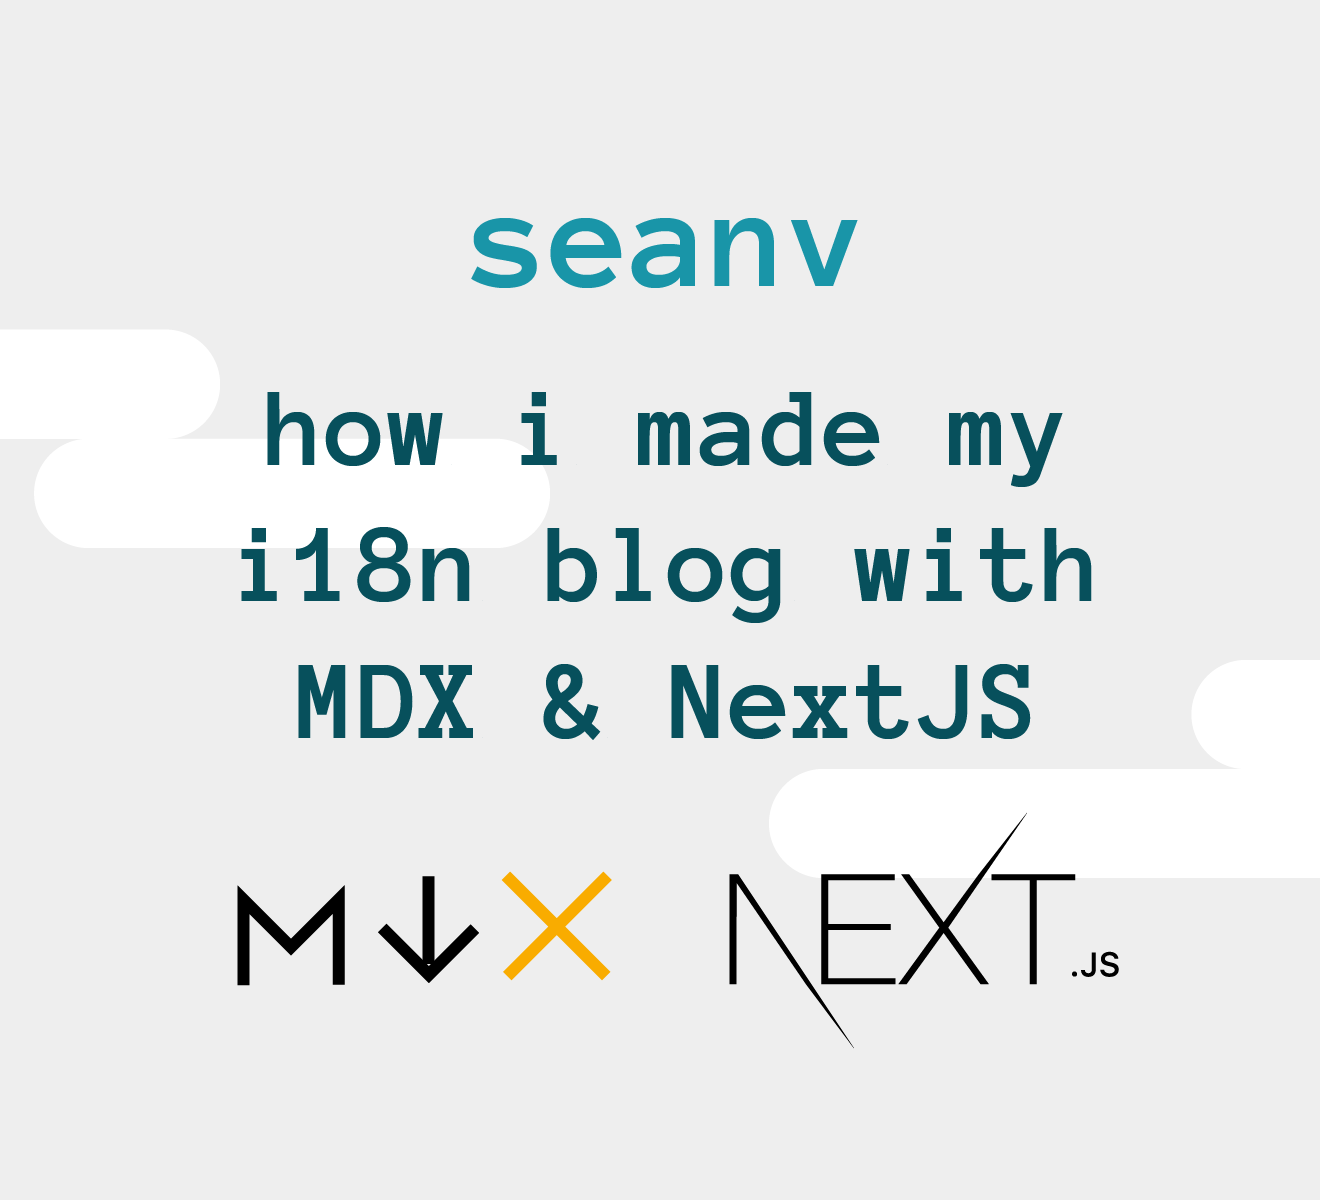 seanv
how i made my
i18n blog with
MDX & NextJS
M↓X NEXT.JS